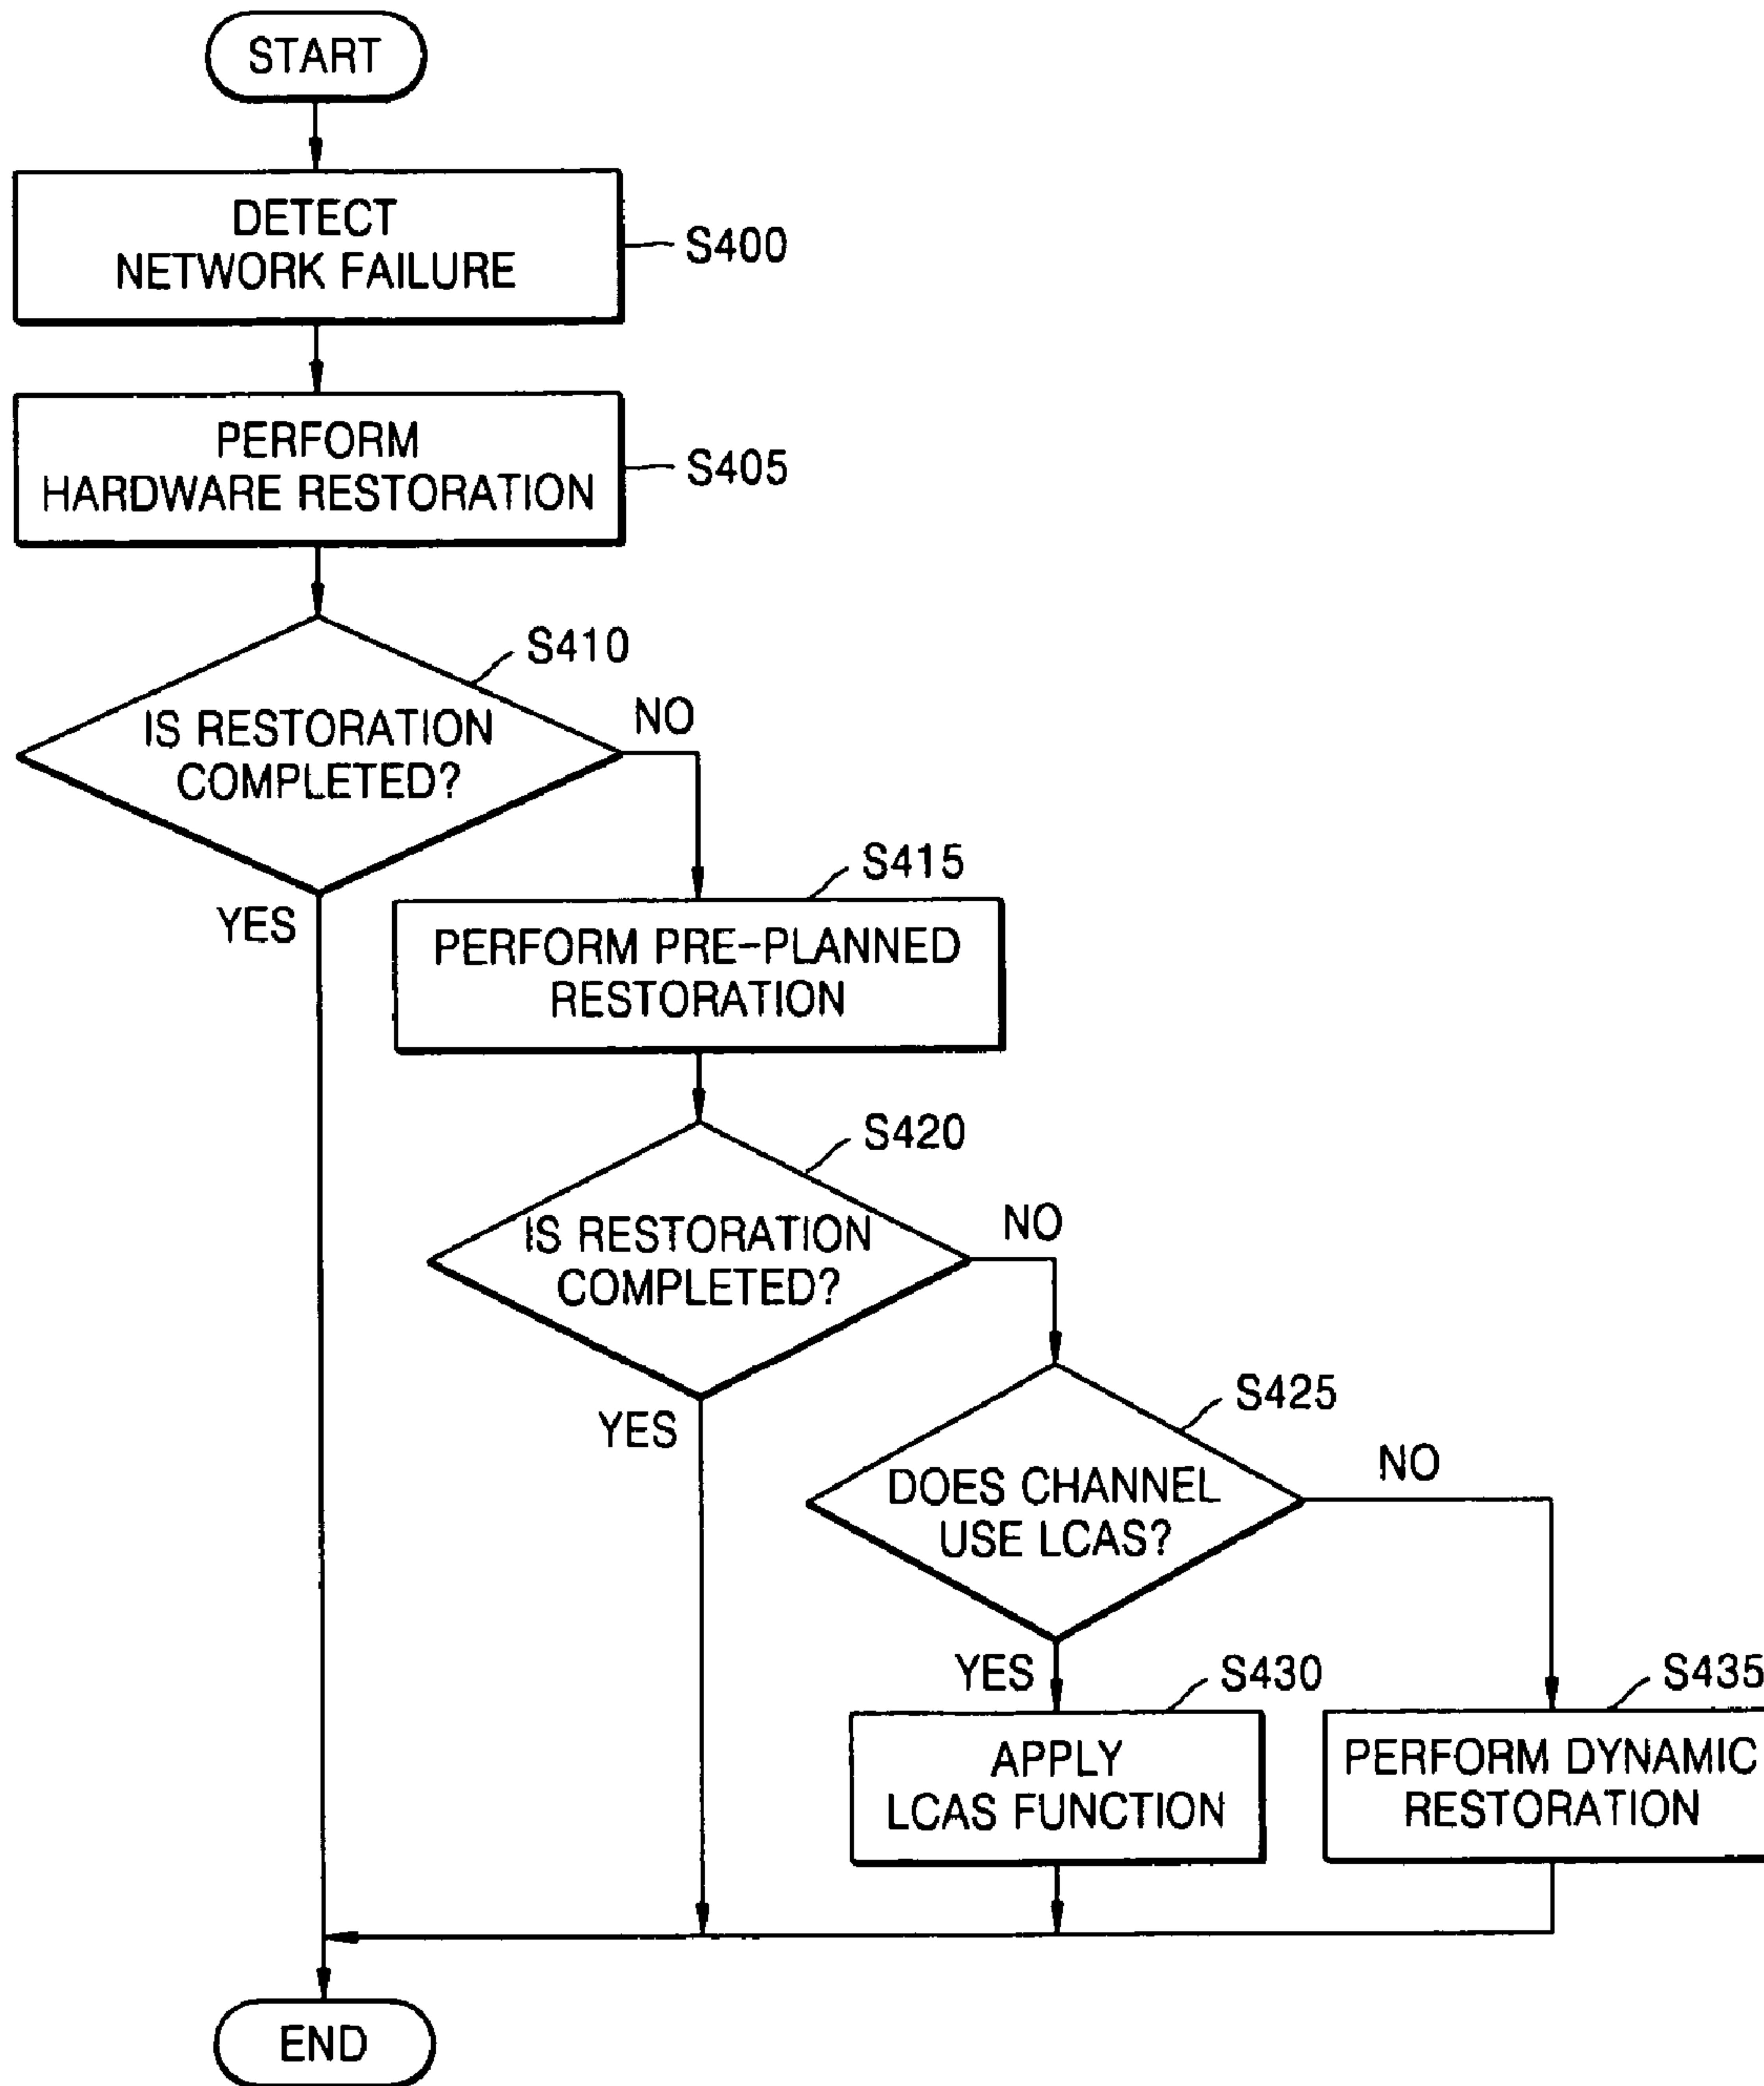 START
DETECT
NETWORK FAILURE
S400
PERFORM
HARDWARE RESTORATION
S405
S410
IS RESTORATION
COMPLETED?
NO
YES
S415
PERFORM PRE-PLANNED
RESTORATION
S420
IS RESTORATION
COMPLETED?
NO
YES
S425
DOES CHANNEL
USE LCAS?
NO
YES
S430
APPLY
LCAS FUNCTION
S435
PERFORM DYNAMIC
RESTORATION
END